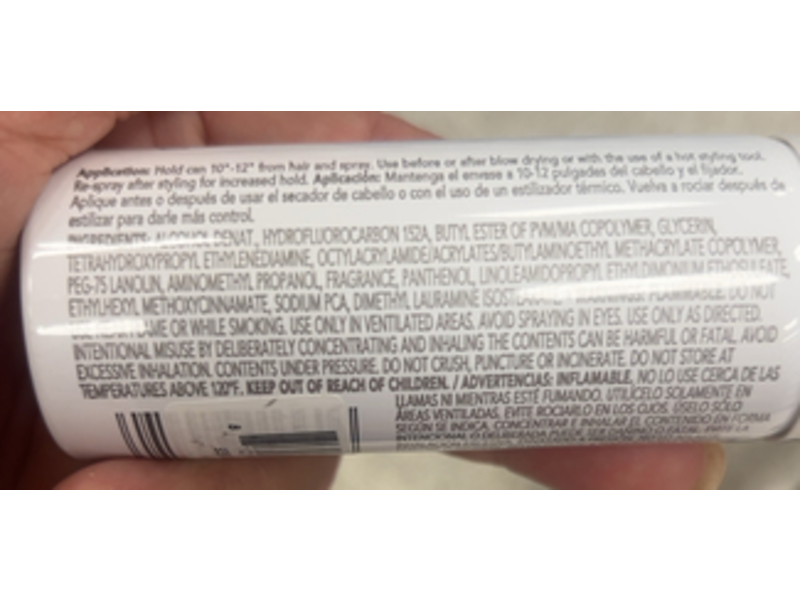 Application: Hold can 10"-12" from hair and spray. Use before or after blow drying or with the use of a hot styling tool.
Re-spray after styling for increased hold. Aplicación: Mantenga el envase a 10-12 pulgades del cabello y el fijador.
Aplique antes o después de usar el secador de cabello o con el uso de un estilizador térmico. Vuelva a rociar después de
estilizar para darle más control.
INGREDIENTS: ALCOHOL DENAT., HYDROFLUOROCARBON 152A, BUTYL ESTER OF PVM/MA COPOLYMER, GLYCERIN,
TETRAHYDROXYPROPYL ETHYLENEDIAMINE, OCTYLACRYLAMIDE/ACRYLATES/BUTYLAMINOETHYL METHACRYLATE COPOLYMER,
PEG-75 LANOLIN, AMINOMETHYL PROPANOL, FRAGRANCE, PANTHENOL, LINOLEAMIDOPROPYL ETHYLDIMONIUM ETHOSULFATE,
ETHYLHEXYL METHOXYCINNAMATE, SODIUM PCA, DIMETHYL LAURAMINE WARNINGS: FLAMMABLE. DO NOT
USE NEAR FLAME OR WHILE SMOKING. USE ONLY IN VENTILATED AREAS. AVOID SPRAYING IN EYES. USE ONLY AS DIRECTED.
INTENTIONAL MISUSE BY DELIBERATELY CONCENTRATING AND INHALING THE CONTENTS CAN BE HARMFUL OR FATAL. AVOID
EXCESSIVE INHALATION. CONTENTS UNDER PRESSURE. DO NOT CRUSH, PUNCTURE OR INCINERATE. DO NOT STORE AT
TEMPERATURES ABOVE 120°F. KEEP OUT OF REACH OF CHILDREN. / ADVERTENCIAS: INFLAMABLE, NO LO USE CERCA DE LAS
LLAMAS NI MIENTRAS ESTÉ FUMANDO. UTILÍCELO SOLAMENTE EN
ÁREAS VENTILADAS. EVITE ROCIARLO EN LOS OJOS. ÚSELO SÓLO
SEGÚN SE INDICA. CONCENTRAR E INHALAR EL CONTENIDO EN FORMA
INTENCIONAL O DELIBERADA PUEDE SER